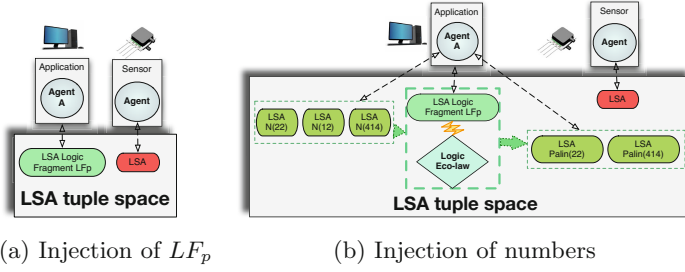 Application
Agent
A
Sensor
Agent
LSA Logic
Fragment LFp
LSA
LSA tuple space
(a) Injection of LFₚ
Application
Agent
A
Sensor
Agent
LSA
N(22)
LSA
N(12)
LSA
N(414)
LSA Logic
Fragment LFp
Logic
Eco-law
LSA
LSA
Palin(22)
LSA
Palin(414)
LSA tuple space
(b) Injection of numbers